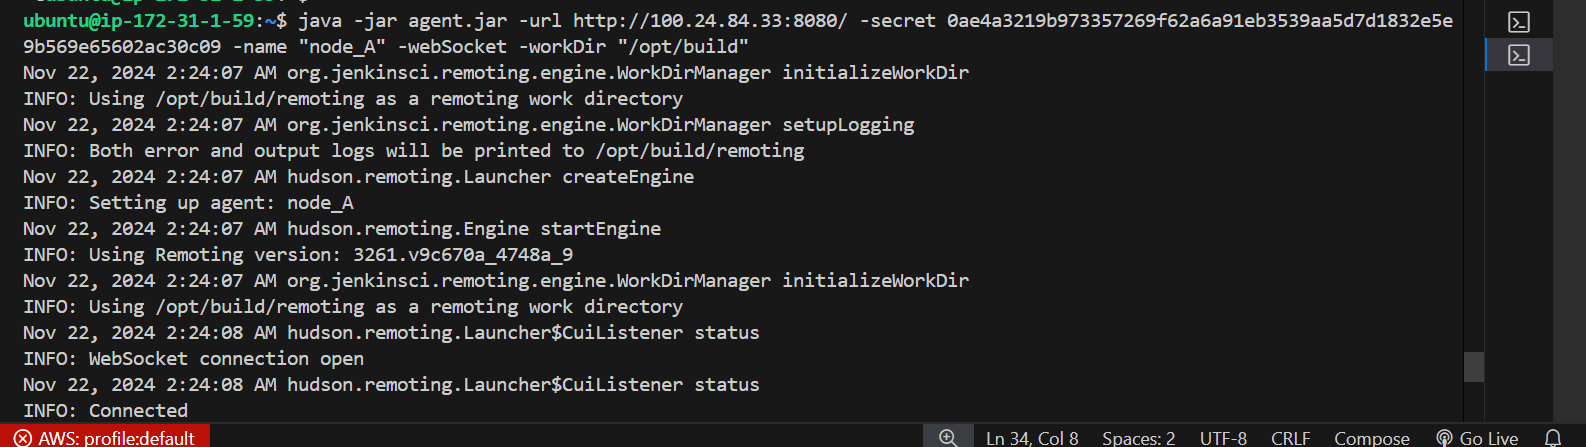 ubuntu@ip-172-31-1-59:~$ java -jar agent.jar -url http://100.24.84.33:8080/ -secret 0ae4a3219b973357269f62a6a91eb3539aa5d7d1832e5e
9b569e65602ac30c09 -name "node_A" -webSocket -workDir "/opt/build"
Nov 22, 2024 2:24:07 AM org.jenkinsci.remoting.engine.WorkDirManager initializeWorkDir
INFO: Using /opt/build/remoting as a remoting work directory
Nov 22, 2024 2:24:07 AM org.jenkinsci.remoting.engine.WorkDirManager setupLogging
INFO: Both error and output logs will be printed to /opt/build/remoting
Nov 22, 2024 2:24:07 AM hudson.remoting.Launcher createEngine
INFO: Setting up agent: node_A
Nov 22, 2024 2:24:07 AM hudson.remoting.Engine startEngine
INFO: Using Remoting version: 3261.v9c670a_4748a_9
Nov 22, 2024 2:24:07 AM org.jenkinsci.remoting.engine.WorkDirManager initializeWorkDir
INFO: Using /opt/build/remoting as a remoting work directory
Nov 22, 2024 2:24:08 AM hudson.remoting.Launcher$CuiListener status
INFO: WebSocket connection open
Nov 22, 2024 2:24:08 AM hudson.remoting.Launcher$CuiListener status
INFO: Connected
AWS: profile:default Ln 34, Col 8 Spaces: 2 UTF-8 CRLF Compose Go Live